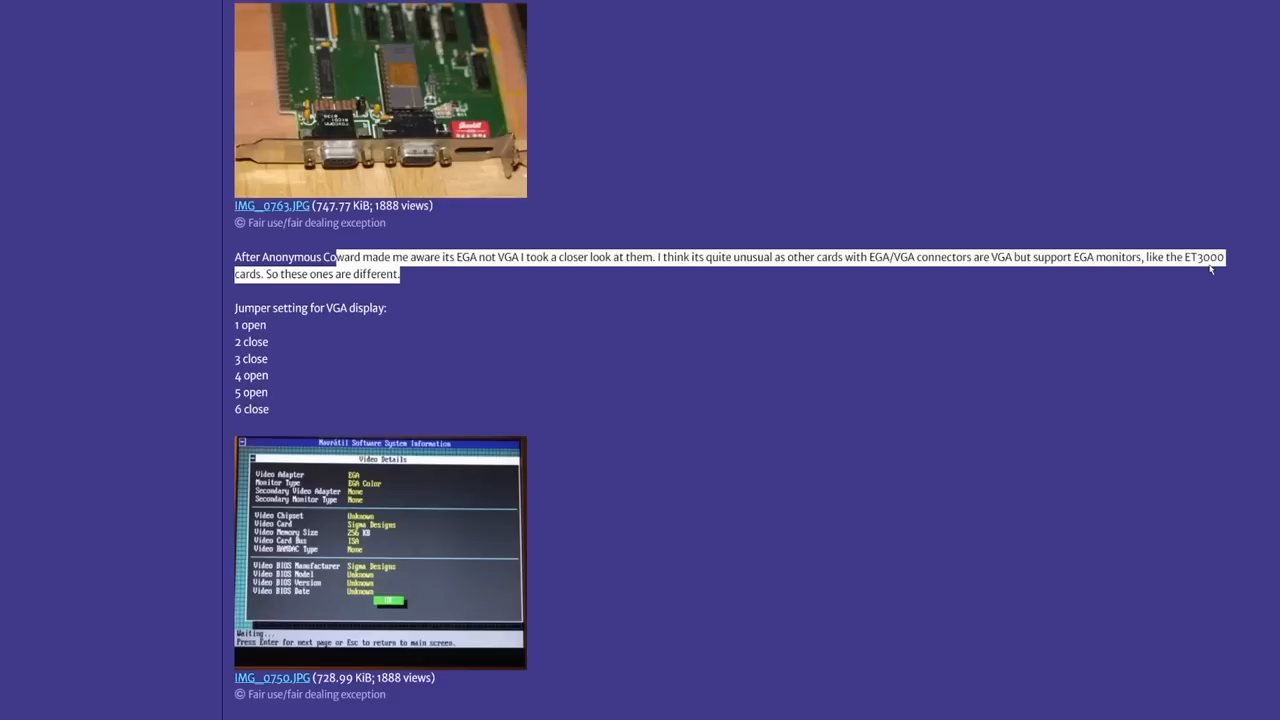 IMG_0763.JPG (747.77 KiB; 1888 views)
© Fair use/fair dealing exception
After Anonymous Coward made me aware its EGA not VGA I took a closer look at them. I think its quite unusual as other cards with EGA/VGA connectors are VGA but support EGA monitors, like the ET3000
cards. So these ones are different.
Jumper setting for VGA display:
1 open
2 close
3 close
4 open
5 open
6 close
Navrátil Software System Information
Video Details
Video Adapter EGA
Monitor Type EGA Color
Secondary Video Adapter None
Secondary Monitor Type None
Video Chipset Unknown
Video Card Sigma Designs
Video Memory Size 256 KB
Video Card Bus ISA
Video RAMDAC Type None
Video BIOS Manufacturer Sigma Designs
Video BIOS Model Unknown
Video BIOS Version Unknown
Video BIOS Date Unknown
Waiting...
Press Enter for next page or Esc to return to main screen.
IMG_0750.JPG (728.99 KiB; 1888 views)
© Fair use/fair dealing exception